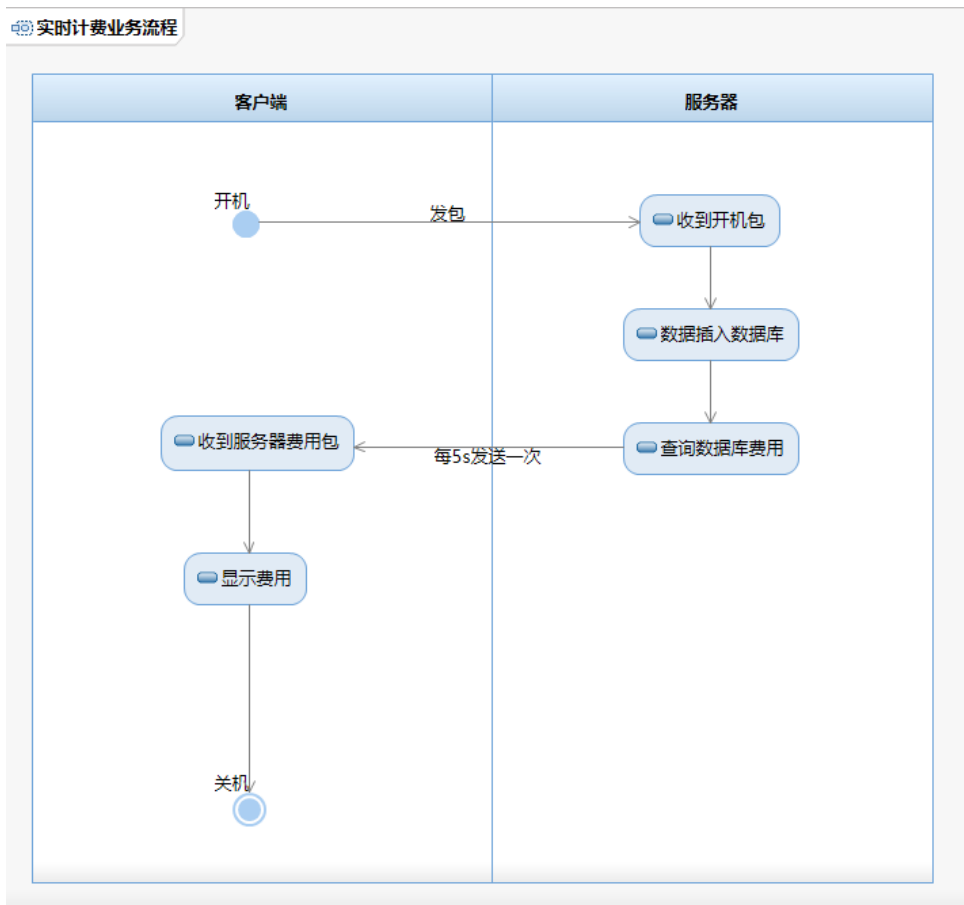 实时计费业务流程
客户端
服务器
开机
发包
收到开机包
数据插入数据库
收到服务器费用包
每5s发送一次
查询数据库费用
显示费用
关机